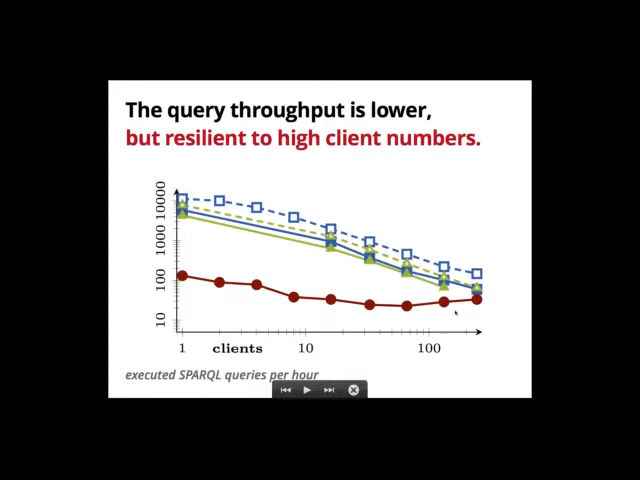 The query throughput is lower,
but resilient to high client numbers.
10000
1000
100
10
1 clients 10 100
executed SPARQL queries per hour